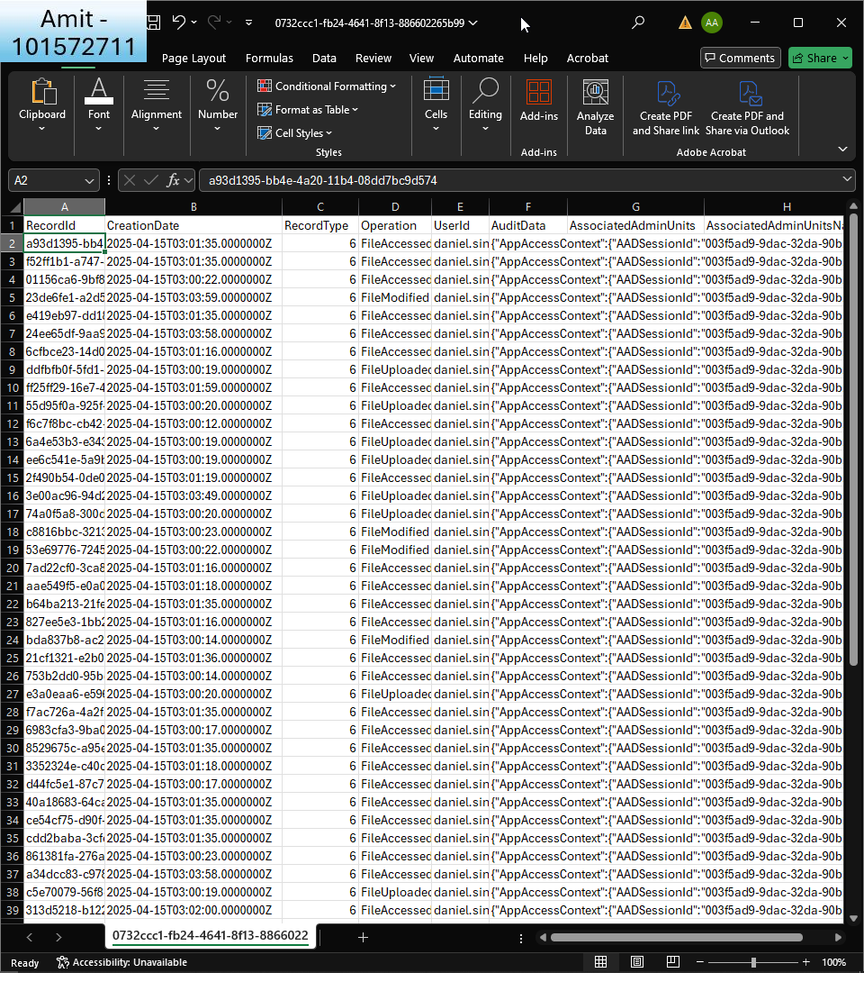 Amit -
101572711
0732ccc1-fb24-4641-8f13-886602265b99
AA
Page Layout Formulas Data Review View Automate Help Acrobat Comments Share
Clipboard Font Alignment Number Conditional Formatting Format as Table Cell Styles Cells Editing Add-ins Analyze Data Create PDF and Share link Create PDF and Share via Outlook
Styles Add-ins Adobe Acrobat
A2 fx a93d1395-bb4e-4a20-11b4-08dd7bc9d574
A B C D E F G H
1 RecordId CreationDate RecordType Operation UserId AuditData AssociatedAdminUnits AssociatedAdminUnitsNa
2 a93d1395-bb4 2025-04-15T03:01:35.0000000Z 6 FileAccessed daniel.sin {"AppAccessContext":{"AADSessionId":"003f5ad9-9dac-32da-90b
3 f52ff1b1-a747- 2025-04-15T03:01:35.0000000Z 6 FileAccessed daniel.sin {"AppAccessContext":{"AADSessionId":"003f5ad9-9dac-32da-90b
4 01156ca6-9bf8 2025-04-15T03:00:22.0000000Z 6 FileAccessed daniel.sin {"AppAccessContext":{"AADSessionId":"003f5ad9-9dac-32da-90b
5 23de6fe1-a2d5 2025-04-15T03:03:59.0000000Z 6 FileModified daniel.sin {"AppAccessContext":{"AADSessionId":"003f5ad9-9dac-32da-90b
6 e419eb97-dd18 2025-04-15T03:01:35.0000000Z 6 FileAccessed daniel.sin {"AppAccessContext":{"AADSessionId":"003f5ad9-9dac-32da-90b
7 24ee65df-9aa9 2025-04-15T03:03:58.0000000Z 6 FileAccessed daniel.sin {"AppAccessContext":{"AADSessionId":"003f5ad9-9dac-32da-90b
8 6cfbce23-14d0 2025-04-15T03:01:16.0000000Z 6 FileAccessed daniel.sin {"AppAccessContext":{"AADSessionId":"003f5ad9-9dac-32da-90b
9 ddfbfb0f-5fd1- 2025-04-15T03:00:19.0000000Z 6 FileUploaded daniel.sin {"AppAccessContext":{"AADSessionId":"003f5ad9-9dac-32da-90b
10 ff25ff29-16e7-4 2025-04-15T03:01:59.0000000Z 6 FileAccessed daniel.sin {"AppAccessContext":{"AADSessionId":"003f5ad9-9dac-32da-90b
11 55d95f0a-925f- 2025-04-15T03:00:20.0000000Z 6 FileUploaded daniel.sin {"AppAccessContext":{"AADSessionId":"003f5ad9-9dac-32da-90b
12 f6c7f8bc-cb42- 2025-04-15T03:00:12.0000000Z 6 FileAccessed daniel.sin {"AppAccessContext":{"AADSessionId":"003f5ad9-9dac-32da-90b
13 6a4e53b3-e343 2025-04-15T03:00:19.0000000Z 6 FileUploaded daniel.sin {"AppAccessContext":{"AADSessionId":"003f5ad9-9dac-32da-90b
14 ee6c541e-5a9b 2025-04-15T03:00:19.0000000Z 6 FileUploaded daniel.sin {"AppAccessContext":{"AADSessionId":"003f5ad9-9dac-32da-90b
15 2f490b54-0de0 2025-04-15T03:01:19.0000000Z 6 FileAccessed daniel.sin {"AppAccessContext":{"AADSessionId":"003f5ad9-9dac-32da-90b
16 3e00ac96-94d2 2025-04-15T03:03:49.0000000Z 6 FileUploaded daniel.sin {"AppAccessContext":{"AADSessionId":"003f5ad9-9dac-32da-90b
17 74a0f5a8-300c 2025-04-15T03:00:20.0000000Z 6 FileUploaded daniel.sin {"AppAccessContext":{"AADSessionId":"003f5ad9-9dac-32da-90b
18 c8816bbc-3213 2025-04-15T03:00:23.0000000Z 6 FileModified daniel.sin {"AppAccessContext":{"AADSessionId":"003f5ad9-9dac-32da-90b
19 53e69776-7245 2025-04-15T03:00:22.0000000Z 6 FileModified daniel.sin {"AppAccessContext":{"AADSessionId":"003f5ad9-9dac-32da-90b
20 7ad22cf0-3ca8 2025-04-15T03:01:16.0000000Z 6 FileAccessed daniel.sin {"AppAccessContext":{"AADSessionId":"003f5ad9-9dac-32da-90b
21 aae549f5-e0a0 2025-04-15T03:01:18.0000000Z 6 FileAccessed daniel.sin {"AppAccessContext":{"AADSessionId":"003f5ad9-9dac-32da-90b
22 b64ba213-21fe 2025-04-15T03:01:35.0000000Z 6 FileAccessed daniel.sin {"AppAccessContext":{"AADSessionId":"003f5ad9-9dac-32da-90b
23 827ee5e3-1bb2 2025-04-15T03:01:16.0000000Z 6 FileAccessed daniel.sin {"AppAccessContext":{"AADSessionId":"003f5ad9-9dac-32da-90b
24 bda837b8-ac2 2025-04-15T03:00:14.0000000Z 6 FileModified daniel.sin {"AppAccessContext":{"AADSessionId":"003f5ad9-9dac-32da-90b
25 21cf1321-e2b0 2025-04-15T03:01:36.0000000Z 6 FileAccessed daniel.sin {"AppAccessContext":{"AADSessionId":"003f5ad9-9dac-32da-90b
26 753b2dd0-95b 2025-04-15T03:00:14.0000000Z 6 FileAccessed daniel.sin {"AppAccessContext":{"AADSessionId":"003f5ad9-9dac-32da-90b
27 e3a0eaa6-e596 2025-04-15T03:00:20.0000000Z 6 FileUploaded daniel.sin {"AppAccessContext":{"AADSessionId":"003f5ad9-9dac-32da-90b
28 f7ac726a-4a2f 2025-04-15T03:01:35.0000000Z 6 FileAccessed daniel.sin {"AppAccessContext":{"AADSessionId":"003f5ad9-9dac-32da-90b
29 6983cfa3-9ba0 2025-04-15T03:00:17.0000000Z 6 FileAccessed daniel.sin {"AppAccessContext":{"AADSessionId":"003f5ad9-9dac-32da-90b
30 8529675c-a95e 2025-04-15T03:01:35.0000000Z 6 FileAccessed daniel.sin {"AppAccessContext":{"AADSessionId":"003f5ad9-9dac-32da-90b
31 3352324e-c40c 2025-04-15T03:01:18.0000000Z 6 FileAccessed daniel.sin {"AppAccessContext":{"AADSessionId":"003f5ad9-9dac-32da-90b
32 d44fc5e1-87c7 2025-04-15T03:00:17.0000000Z 6 FileAccessed daniel.sin {"AppAccessContext":{"AADSessionId":"003f5ad9-9dac-32da-90b
33 40a18683-64ca 2025-04-15T03:01:35.0000000Z 6 FileAccessed daniel.sin {"AppAccessContext":{"AADSessionId":"003f5ad9-9dac-32da-90b
34 ce54cf75-d90f- 2025-04-15T03:01:35.0000000Z 6 FileAccessed daniel.sin {"AppAccessContext":{"AADSessionId":"003f5ad9-9dac-32da-90b
35 cdd2baba-3cf 2025-04-15T03:01:35.0000000Z 6 FileAccessed daniel.sin {"AppAccessContext":{"AADSessionId":"003f5ad9-9dac-32da-90b
36 861381fa-276a 2025-04-15T03:00:23.0000000Z 6 FileAccessed daniel.sin {"AppAccessContext":{"AADSessionId":"003f5ad9-9dac-32da-90b
37 a34dcc83-c978 2025-04-15T03:03:58.0000000Z 6 FileAccessed daniel.sin {"AppAccessContext":{"AADSessionId":"003f5ad9-9dac-32da-90b
38 c5e70079-56f8 2025-04-15T03:00:19.0000000Z 6 FileUploaded daniel.sin {"AppAccessContext":{"AADSessionId":"003f5ad9-9dac-32da-90b
39 313d5218-b122 2025-04-15T03:02:00.0000000Z 6 FileAccessed daniel.sin {"AppAccessContext":{"AADSessionId":"003f5ad9-9dac-32da-90b
0732ccc1-fb24-4641-8f13-8866022
Ready Accessibility: Unavailable 100%